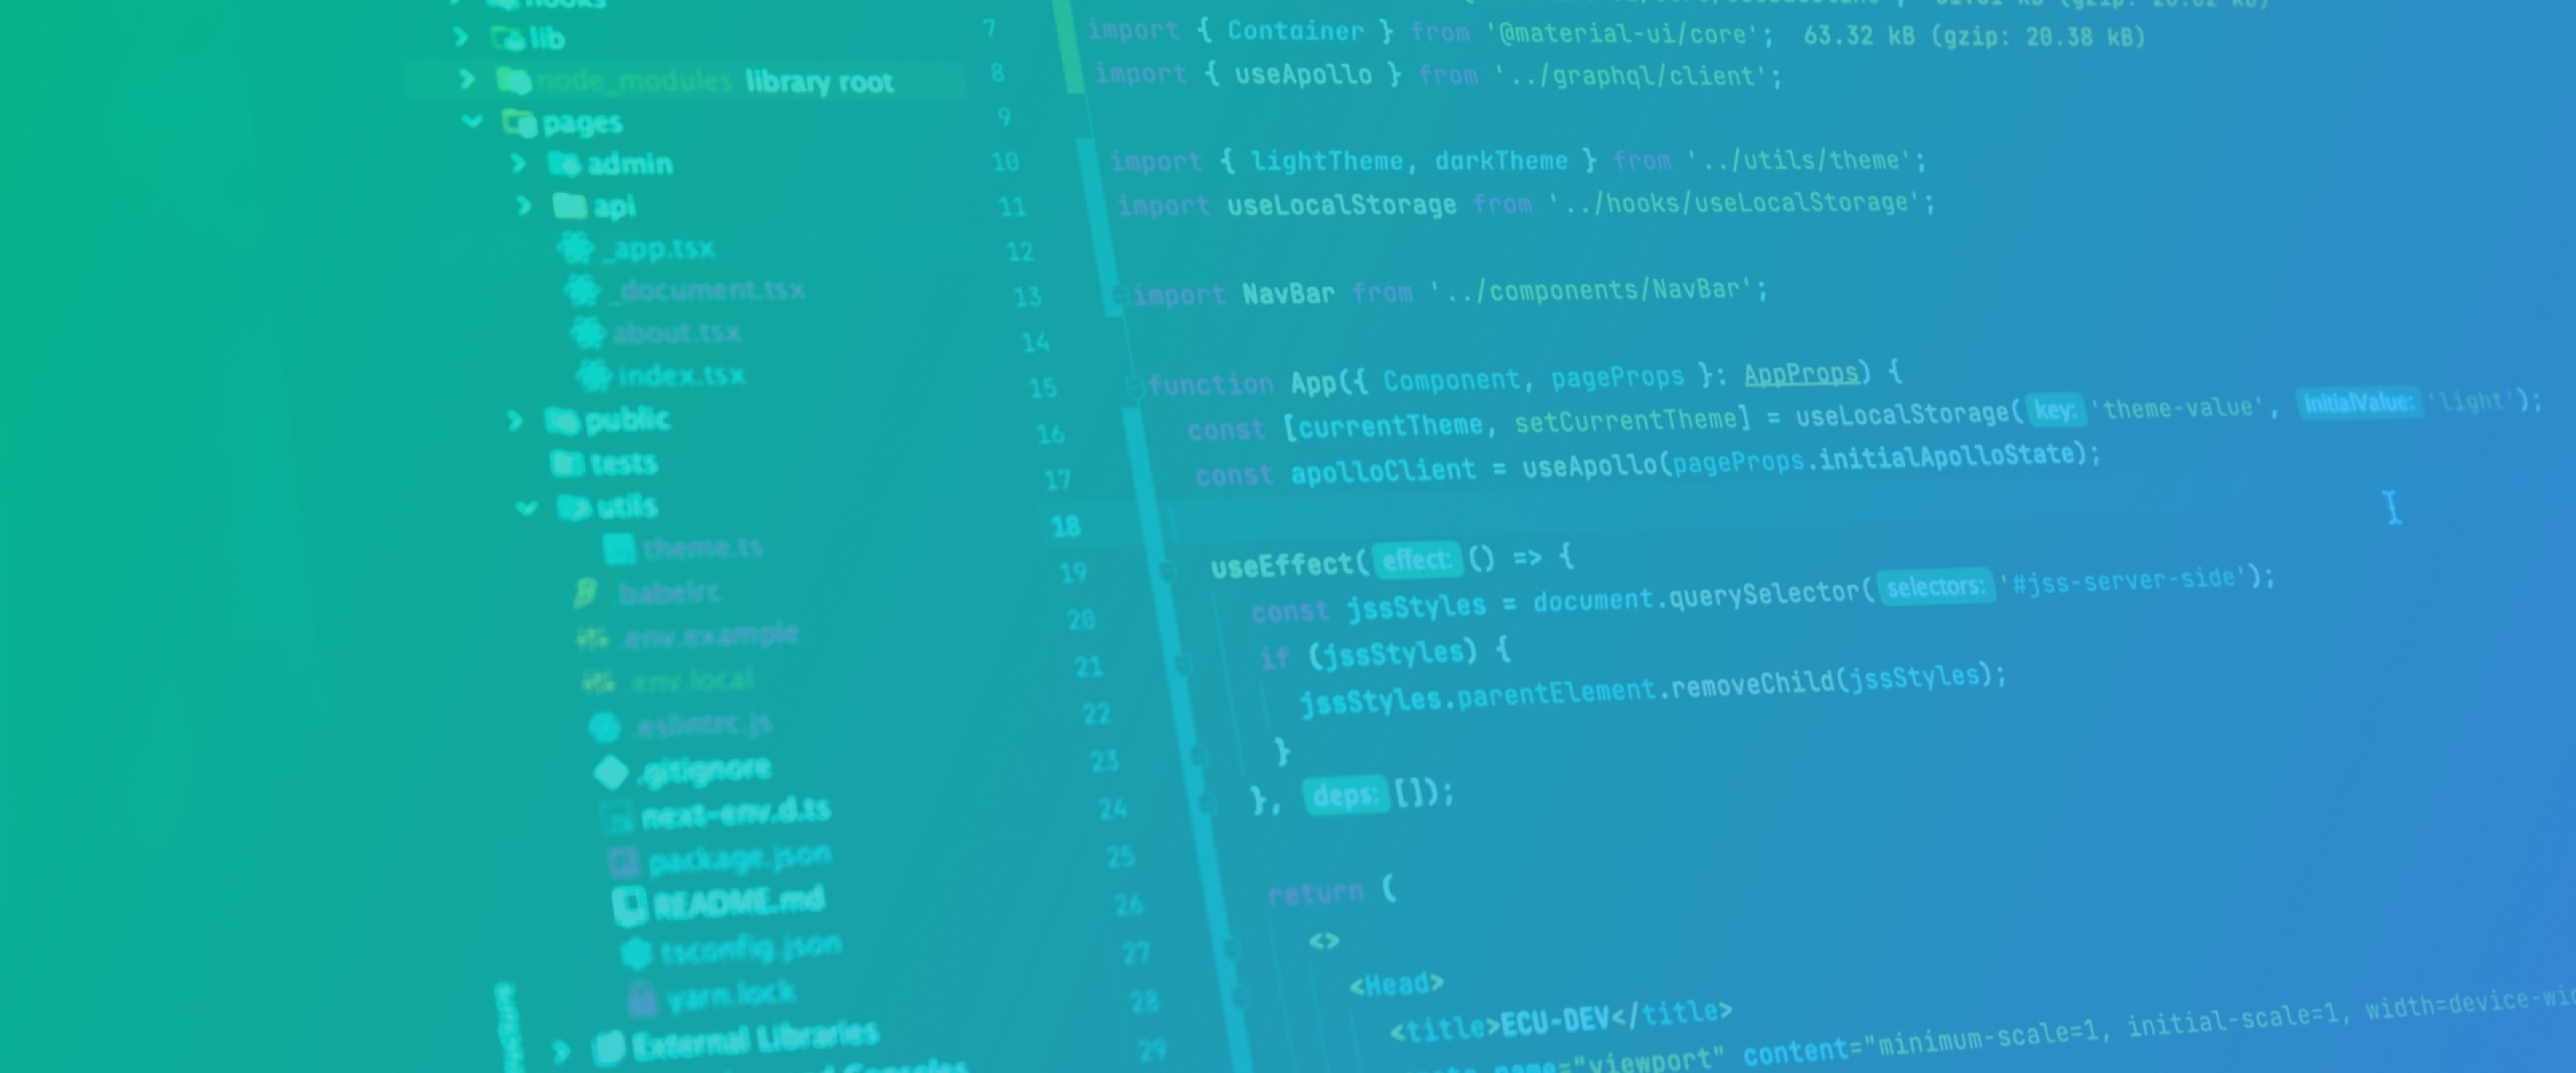 hooks
lib
node_modules library root
pages
admin
api
_app.tsx
_document.tsx
about.tsx
index.tsx
public
tests
utils
theme.ts
.babelrc
.env.example
.env.local
.eslintrc.js
.gitignore
next-env.d.ts
package.json
README.md
tsconfig.json
yarn.lock
External Libraries
7 import { Container } from '@material-ui/core'; 63.32 kB (gzip: 20.38 kB)
8 import { useApollo } from '../graphql/client';
9
10 import { lightTheme, darkTheme } from '../utils/theme';
11 import useLocalStorage from '../hooks/useLocalStorage';
12
13 import NavBar from '../components/NavBar';
14
15 function App({ Component, pageProps }: AppProps) {
16 const [currentTheme, setCurrentTheme] = useLocalStorage( key: 'theme-value', initialValue: 'light');
17 const apolloClient = useApollo(pageProps.initialApolloState);
18
19 useEffect( effect: () => {
20 const jssStyles = document.querySelector( selectors: '#jss-server-side');
21 if (jssStyles) {
22 jssStyles.parentElement.removeChild(jssStyles);
23 }
24 }, deps: []);
25
26 return (
27 <>
28 <Head>
29 <title>ECU-DEV</title>
name="viewport" content="minimum-scale=1, initial-scale=1, width=device-wid